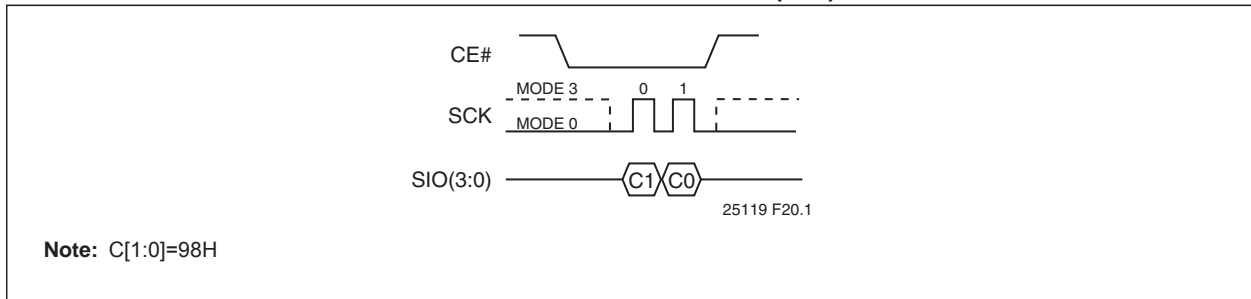 CE#
MODE 3 0 1
SCK
MODE 0
SIO(3:0) C1 C0
25119 F20.1
Note: C[1:0]=98H